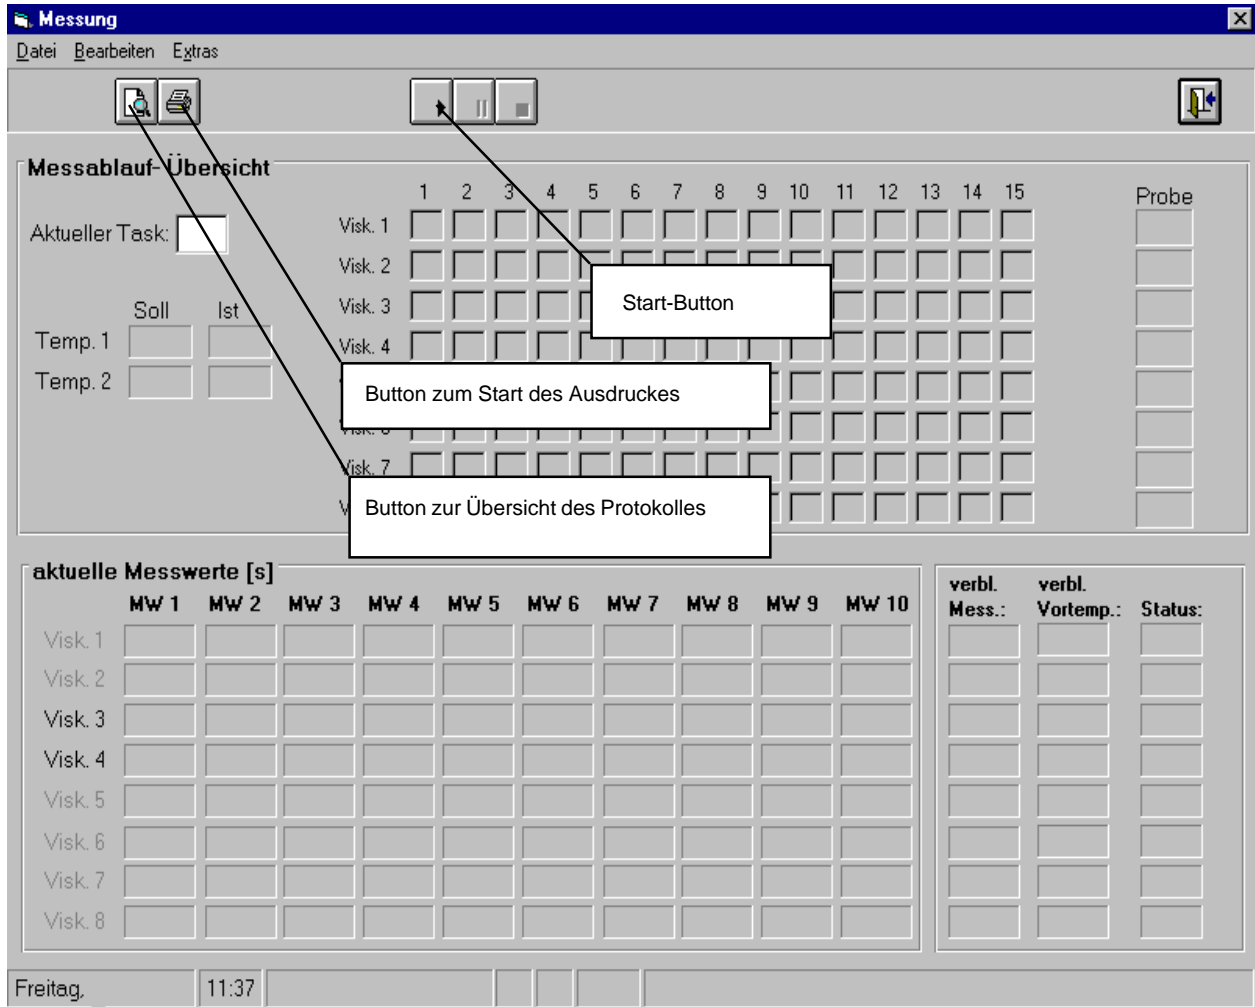 Messung
Datei Bearbeiten Extras
Messablauf-Übersicht
1 2 3 4 5 6 7 8 9 10 11 12 13 14 15
Probe
Aktueller Task:
Visk. 1
Visk. 2
Start-Button
Soll Ist
Visk. 3
Temp. 1
Visk. 4
Temp. 2
Button zum Start des Ausdruckes
Visk. 7
Button zur Übersicht des Protokolles
aktuelle Messwerte [s]
MW 1 MW 2 MW 3 MW 4 MW 5 MW 6 MW 7 MW 8 MW 9 MW 10
verbl. Mess.:
verbl. Vortemp.:
Status:
Visk. 1
Visk. 2
Visk. 3
Visk. 4
Visk. 5
Visk. 6
Visk. 7
Visk. 8
Freitag, 11:37